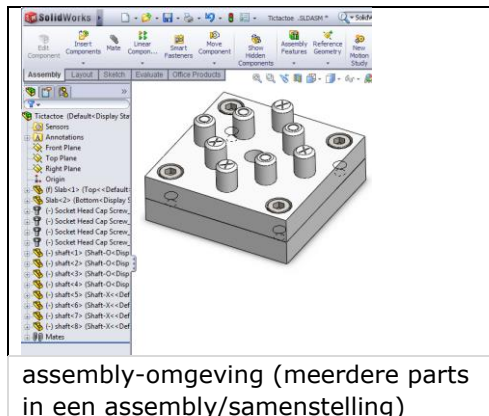 SolidWorks
Tictactoe .SLDASM *
Edit Component
Insert Components
Mate
Linear Compon...
Smart Fasteners
Move Component
Show Hidden Components
Assembly Features
Reference Geometry
New Motion Study
Assembly Layout Sketch Evaluate Office Products
Tictactoe (Default<Display Sta
Sensors
Annotations
Front Plane
Top Plane
Right Plane
Origin
(f) Slab<1> (Top<<Default
Slab<2> (Bottom<Display S
(-) Socket Head Cap Screw_
(-) Socket Head Cap Screw_
(-) Socket Head Cap Screw_
(-) Socket Head Cap Screw_
(-) shaft<1> (Shaft-O<Disp
(-) shaft<2> (Shaft-O<Disp
(-) shaft<3> (Shaft-O<Disp
(-) shaft<4> (Shaft-O<Disp
(-) shaft<5> (Shaft-X<<Def
(-) shaft<6> (Shaft-X<<Def
(-) shaft<7> (Shaft-X<<Def
(-) shaft<8> (Shaft-X<<Def
Mates
assembly-omgeving (meerdere parts
in een assembly/samenstelling)